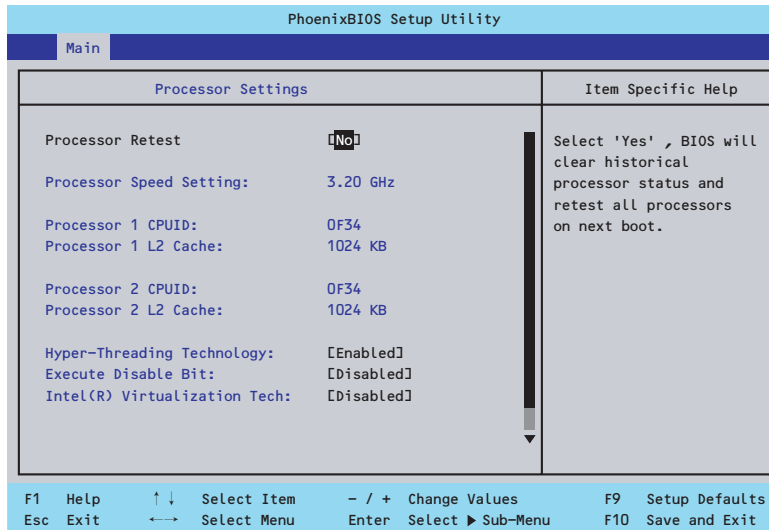 PhoenixBIOS Setup Utility
Main
Processor Settings
Item Specific Help
Processor Retest [No]
Processor Speed Setting: 3.20 GHz
Processor 1 CPUID: 0F34
Processor 1 L2 Cache: 1024 KB
Processor 2 CPUID: 0F34
Processor 2 L2 Cache: 1024 KB
Hyper-Threading Technology: [Enabled]
Execute Disable Bit: [Disabled]
Intel(R) Virtualization Tech: [Disabled]
Select 'Yes' , BIOS will
clear historical
processor status and
retest all processors
on next boot.
F1 Help ↑↓ Select Item - / + Change Values F9 Setup Defaults
Esc Exit ←→ Select Menu Enter Select ▶ Sub-Menu F10 Save and Exit